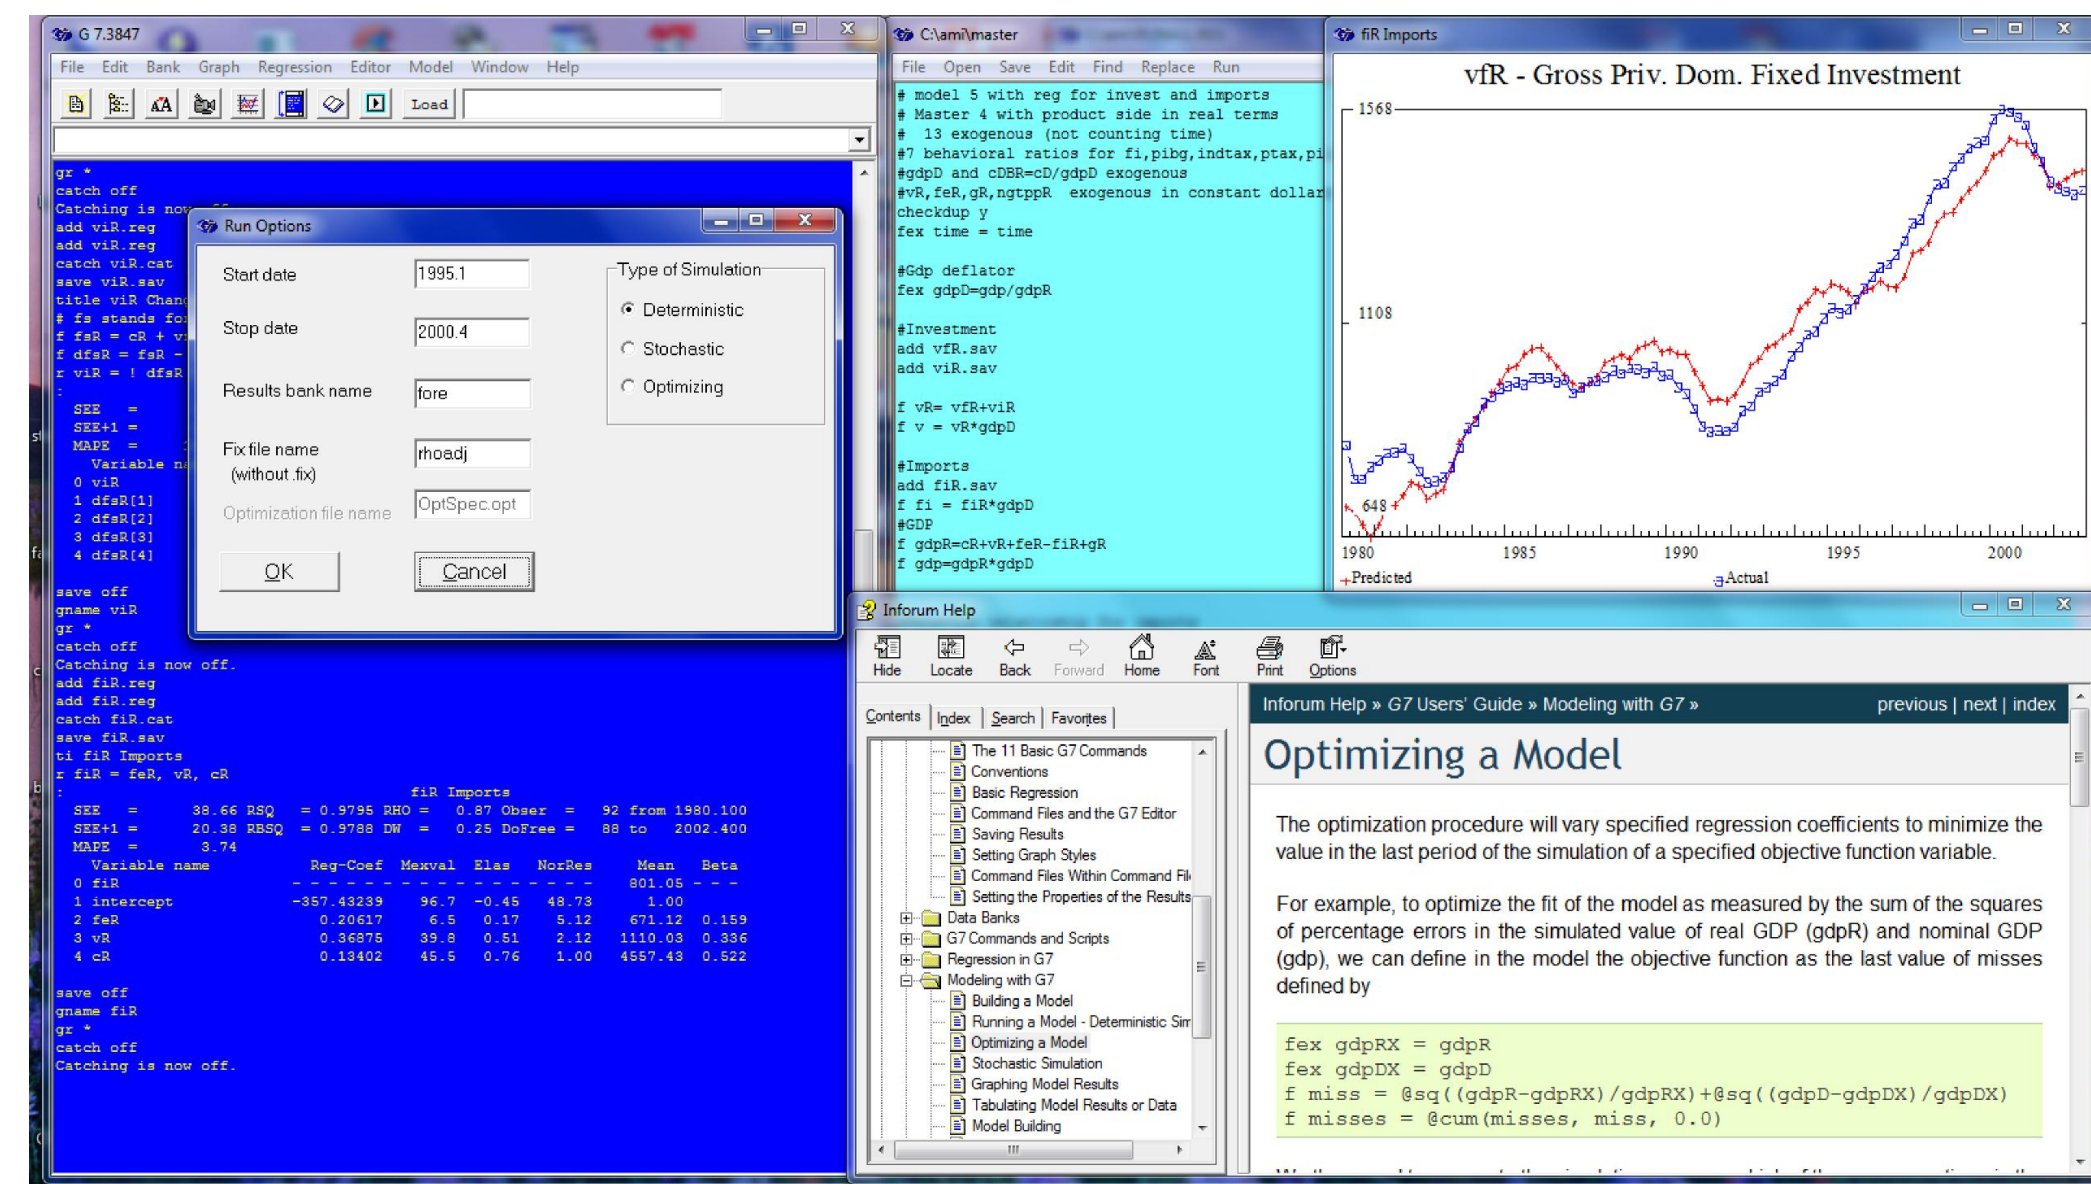 G 7.3847
File Edit Bank Graph Regression Editor Model Window Help
Load
gr *
catch off
Catching is now
add viR.reg
add viR.reg
catch viR.cat
save viR.sav
title viR Chan
# fs stands fo
f fsR = cR + v
f dfsR = fsR -
r viR = ! dfsR
:
SEE =
SEE+1 =
MAPE =
Variable na
0 viR
1 dfsR[1]
2 dfsR[2]
3 dfsR[3]
4 dfsR[4]
save off
gname viR
gr *
catch off
Catching is now off.
add fiR.reg
add fiR.reg
catch fiR.cat
save fiR.sav
ti fiR Imports
r fiR = feR, vR, cR
: fiR Imports
SEE = 38.66 RSQ = 0.9795 RHO = 0.87 Obser = 92 from 1980.100
SEE+1 = 20.38 RBSQ = 0.9788 DW = 0.25 DoFree = 88 to 2002.400
MAPE = 3.74
Variable name Reg-Coef Mexval Elas NorRes Mean Beta
0 fiR - - - - - - - - - - - - - - - - - 801.05 - - -
1 intercept -357.43239 96.7 -0.45 48.73 1.00
2 feR 0.20617 6.5 0.17 5.12 671.12 0.159
3 vR 0.36875 39.8 0.51 2.12 1110.03 0.336
4 cR 0.13402 45.5 0.76 1.00 4557.43 0.522
save off
gname fiR
gr *
catch off
Catching is now off.
Run Options
Start date 1995.1
Stop date 2000.4
Results bank name fore
Fix file name rhoadj
(without .fix)
Optimization file name OptSpec.opt
Type of Simulation
Deterministic
Stochastic
Optimizing
OK Cancel
C:\ami\master
File Open Save Edit Find Replace Run
# model 5 with reg for invest and imports
# Master 4 with product side in real terms
# 13 exogenous (not counting time)
#7 behavioral ratios for fi,pibg,indtax,ptax,pi
#gdpD and cDBR=cD/gdpD exogenous
#vR,feR,gR,ngtppR exogenous in constant dollar
checkdup y
fex time = time
#Gdp deflator
fex gdpD=gdp/gdpR
#Investment
add vfR.sav
add viR.sav
f vR= vfR+viR
f v = vR*gdpD
#Imports
add fiR.sav
f fi = fiR*gdpD
#GDP
f gdpR=cR+vR+feR-fiR+gR
f gdp=gdpR*gdpD
fiR Imports
vfR - Gross Priv. Dom. Fixed Investment
1568
1108
648
1980 1985 1990 1995 2000
Predicted Actual
Inforum Help
Hide Locate Back Forward Home Font Print Options
Contents Index Search Favorites
The 11 Basic G7 Commands
Conventions
Basic Regression
Command Files and the G7 Editor
Saving Results
Setting Graph Styles
Command Files Within Command Fil
Setting the Properties of the Results
Data Banks
G7 Commands and Scripts
Regression in G7
Modeling with G7
Building a Model
Running a Model - Deterministic Sim
Optimizing a Model
Stochastic Simulation
Graphing Model Results
Tabulating Model Results or Data
Model Building
Inforum Help » G7 Users' Guide » Modeling with G7 » previous | next | index
Optimizing a Model
The optimization procedure will vary specified regression coefficients to minimize the
value in the last period of the simulation of a specified objective function variable.
For example, to optimize the fit of the model as measured by the sum of the squares
of percentage errors in the simulated value of real GDP (gdpR) and nominal GDP
(gdp), we can define in the model the objective function as the last value of misses
defined by
fex gdpRX = gdpR
fex gdpDX = gdpD
f miss = @sq((gdpR-gdpRX)/gdpRX)+@sq((gdpD-gdpDX)/gdpDX)
f misses = @cum(misses, miss, 0.0)